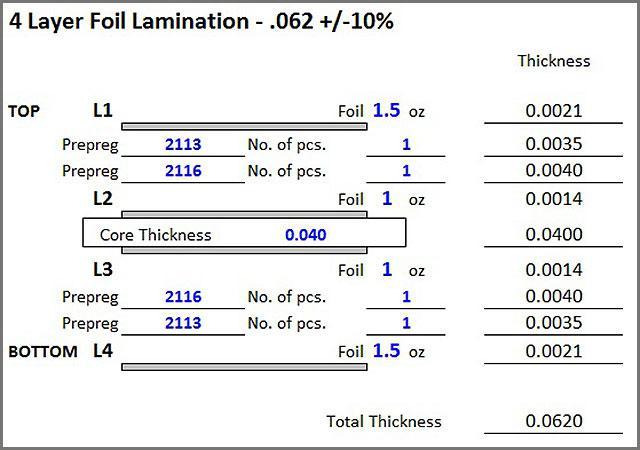 4 Layer Foil Lamination - .062 +/-10%
Thickness
TOP L1 Foil 1.5 oz 0.0021
Prepreg 2113 No. of pcs. 1 0.0035
Prepreg 2116 No. of pcs. 1 0.0040
L2 Foil 1 oz 0.0014
Core Thickness 0.040 0.0400
L3 Foil 1 oz 0.0014
Prepreg 2116 No. of pcs. 1 0.0040
Prepreg 2113 No. of pcs. 1 0.0035
BOTTOM L4 Foil 1.5 oz 0.0021
Total Thickness 0.0620